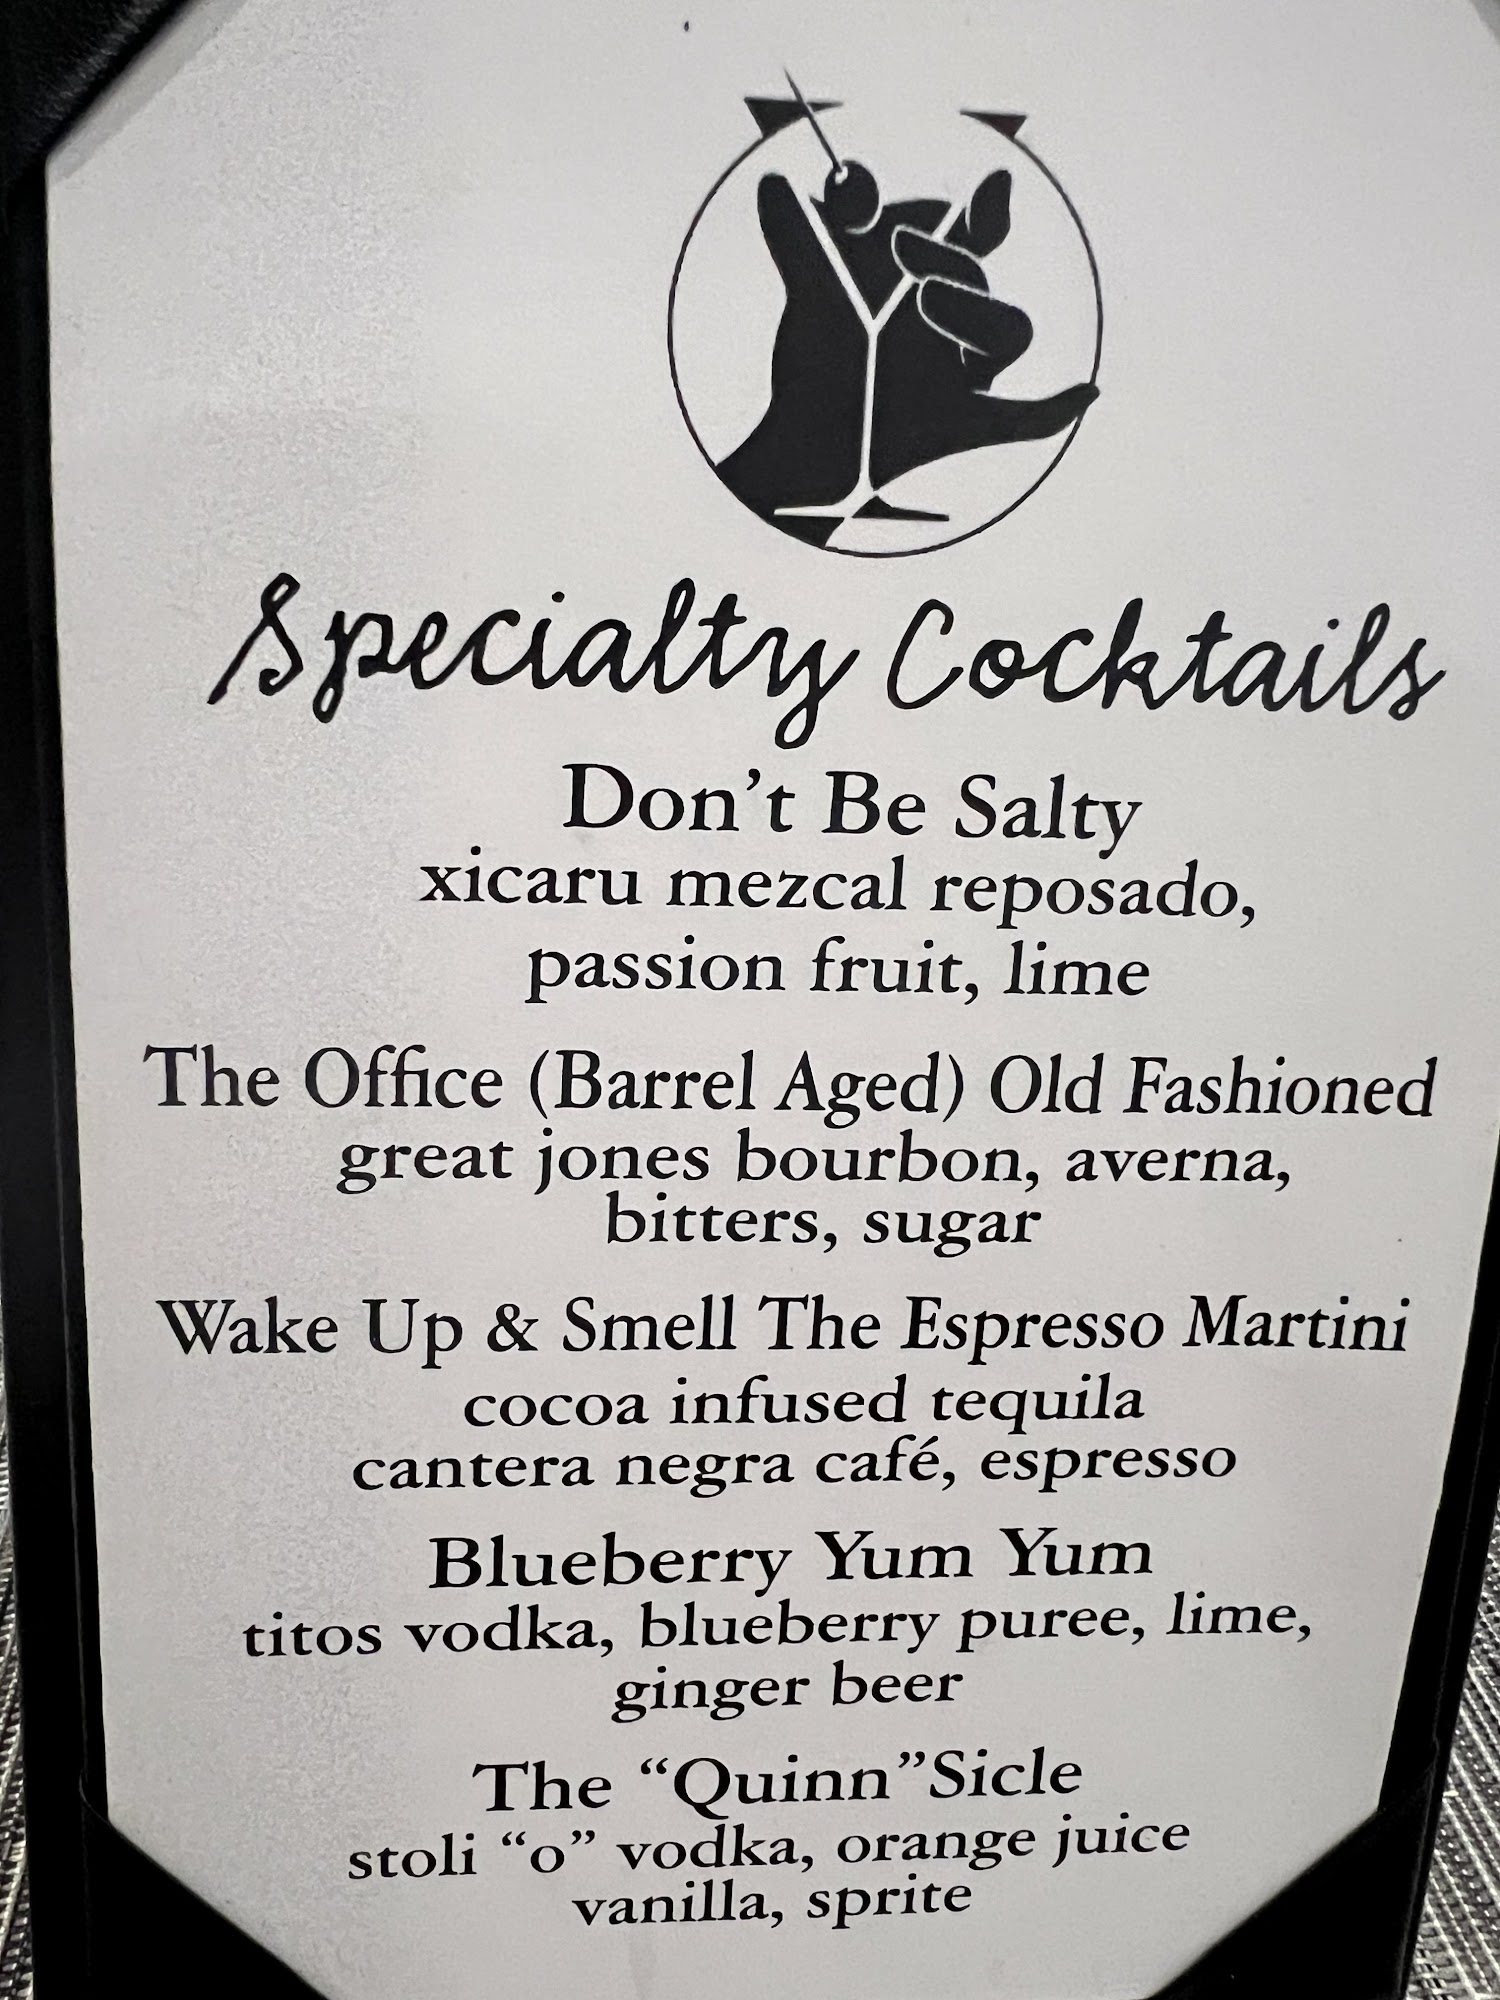 Specialty Cocktails
Don't Be Salty
xicaru mezcal reposado,
passion fruit, lime
The Office (Barrel Aged) Old Fashioned
great jones bourbon, averna,
bitters, sugar
Wake Up & Smell The Espresso Martini
cocoa infused tequila
cantera negra café, espresso
Blueberry Yum Yum
titos vodka, blueberry puree, lime,
ginger beer
The “Quinn”Sicle
stoli “o” vodka, orange juice
vanilla, sprite